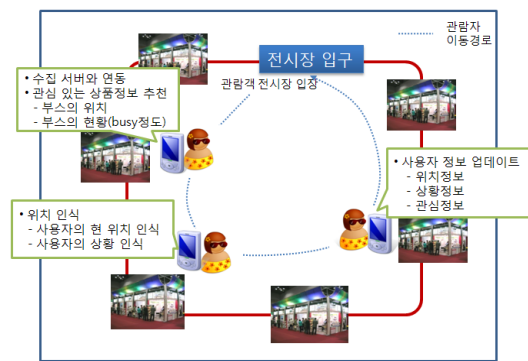 관람자
이동경로
전시장 입구
관람객 전시장 입장
• 수집 서버와 연동
• 관심 있는 상품정보 추천
- 부스의 위치
- 부스의 현황(busy정도)
• 사용자 정보 업데이트
- 위치정보
- 상황정보
- 관심정보
• 위치 인식
- 사용자의 현 위치 인식
- 사용자의 상황 인식